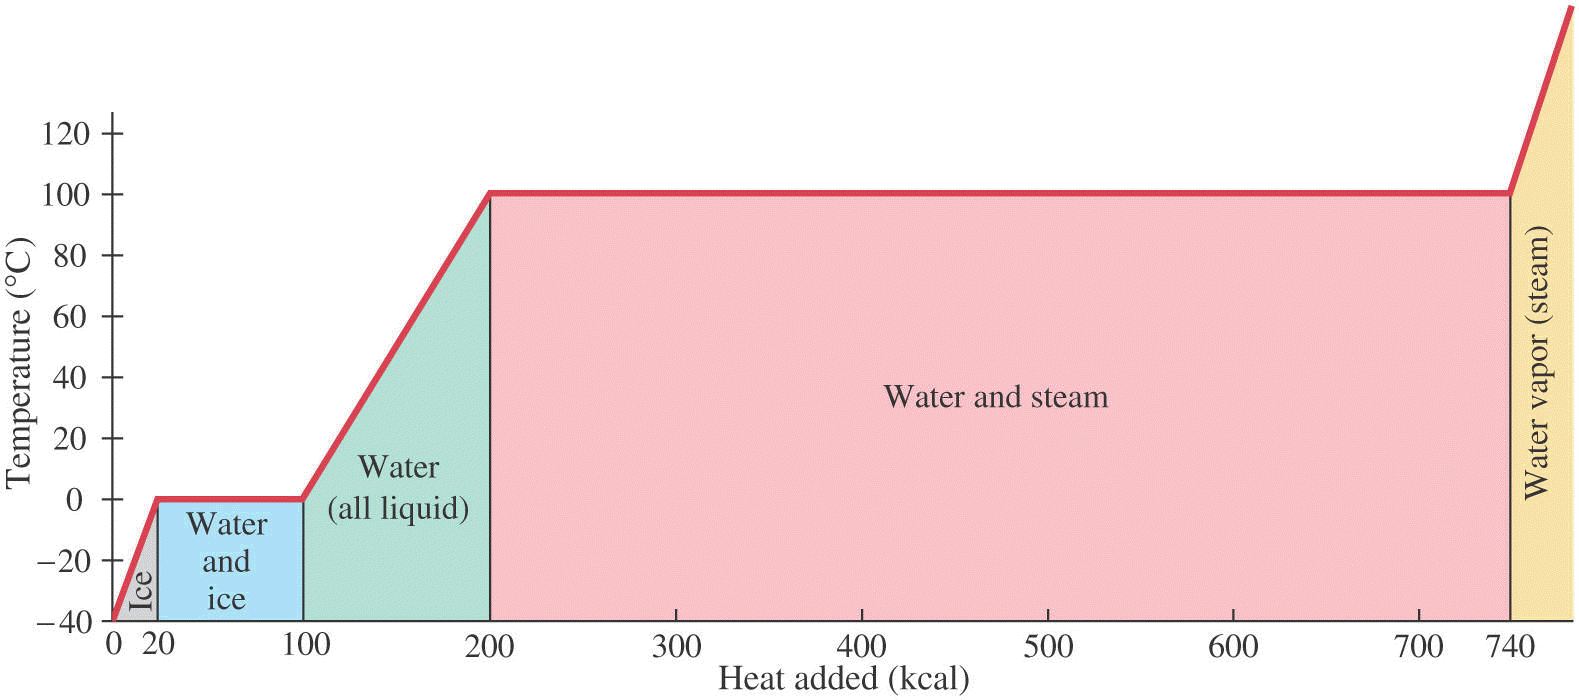 120
100
80
60
40
20
0
−20
−40
Temperature (°C)
Ice
Water
and
ice
Water
(all liquid)
Water and steam
Water vapor (steam)
0 20 100 200 300 400 500 600 700 740
Heat added (kcal)